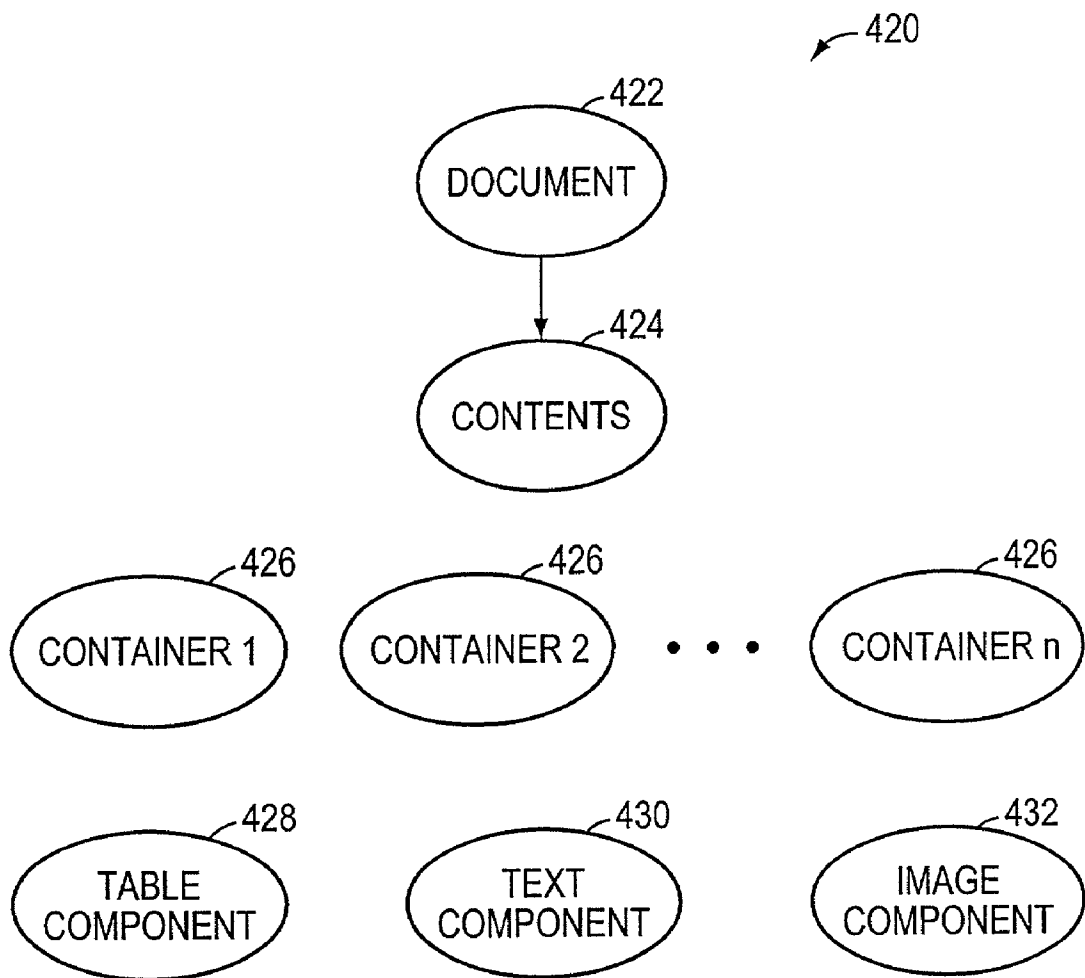 420
422
DOCUMENT
424
CONTENTS
426
CONTAINER 1
426
CONTAINER 2
• • •
426
CONTAINER n
428
TABLE
COMPONENT
430
TEXT
COMPONENT
432
IMAGE
COMPONENT